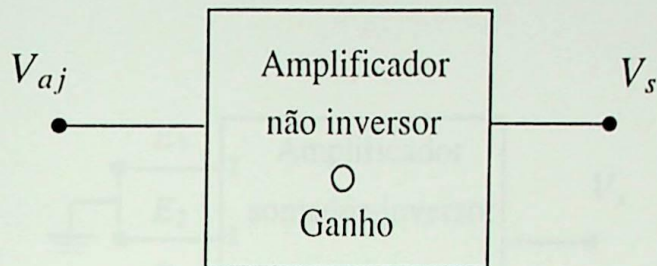 V_aj
Amplificador
não inversor
O
Ganho
V_s